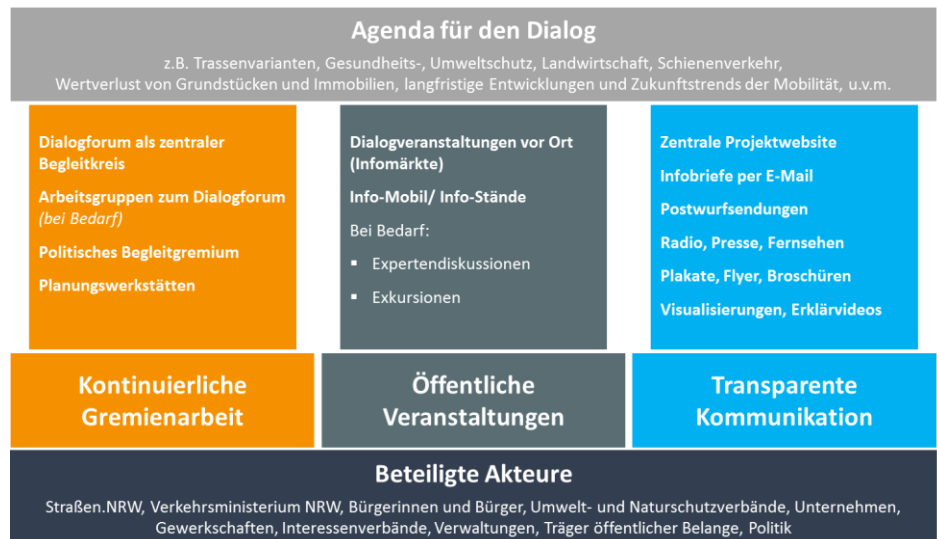 Agenda für den Dialog
z.B. Trassenvarianten, Gesundheits-, Umweltschutz, Landwirtschaft, Schienenverkehr,
Wertverlust von Grundstücken und Immobilien, langfristige Entwicklungen und Zukunftstrends der Mobilität, u.v.m.
Dialogforum als zentraler
Begleitkreis
Arbeitsgruppen zum Dialogforum
(bei Bedarf)
Politisches Begleitgremium
Planungswerkstätten
Dialogveranstaltungen vor Ort
(Infomärkte)
Info-Mobil/ Info-Stände
Bei Bedarf:
▪ Expertendiskussionen
▪ Exkursionen
Zentrale Projektwebsite
Infobriefe per E-Mail
Postwurfsendungen
Radio, Presse, Fernsehen
Plakate, Flyer, Broschüren
Visualisierungen, Erklärvideos
Kontinuierliche
Gremienarbeit
Öffentliche
Veranstaltungen
Transparente
Kommunikation
Beteiligte Akteure
Straßen.NRW, Verkehrsministerium NRW, Bürgerinnen und Bürger, Umwelt- und Naturschutzverbände, Unternehmen,
Gewerkschaften, Interessenverbände, Verwaltungen, Träger öffentlicher Belange, Politik